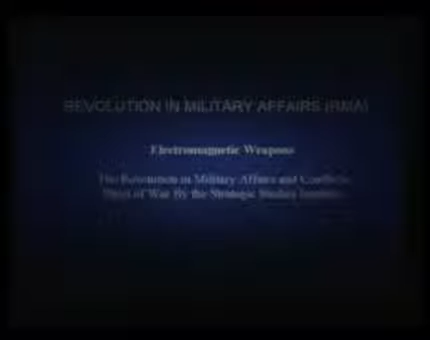 REVOLUTION IN MILITARY AFFAIRS (RMA)
Electromagnetic Weapons
The Revolution in Military Affairs and Conflict
Short of War By the Strategic Studies Institute